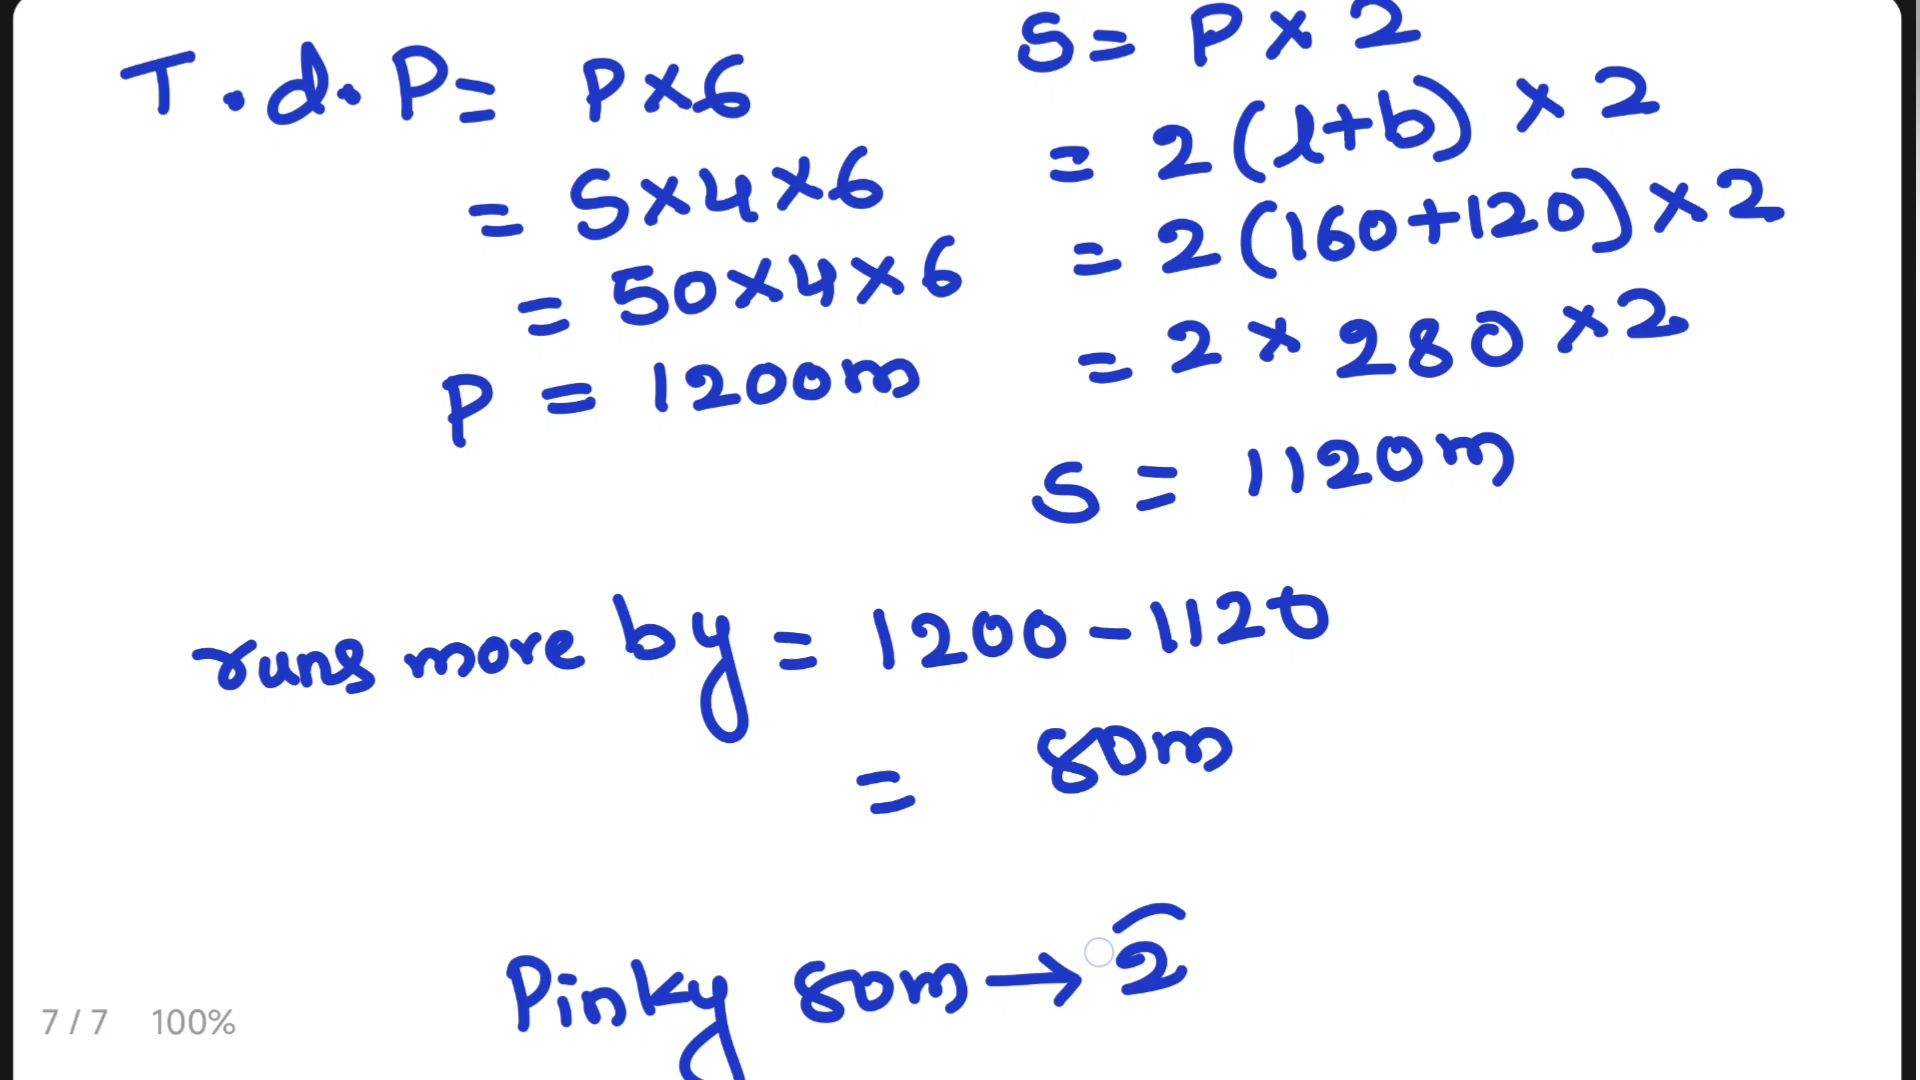 T.d.P = P×6
= S×4×6
= 50×4×6
P = 1200m
S = P×2
= 2(l+b)×2
= 2(160+120)×2
= 2×280×2
S = 1120m
runs more by = 1200-1120
= 80m
Pinky 80m → 2
7 / 7 100%